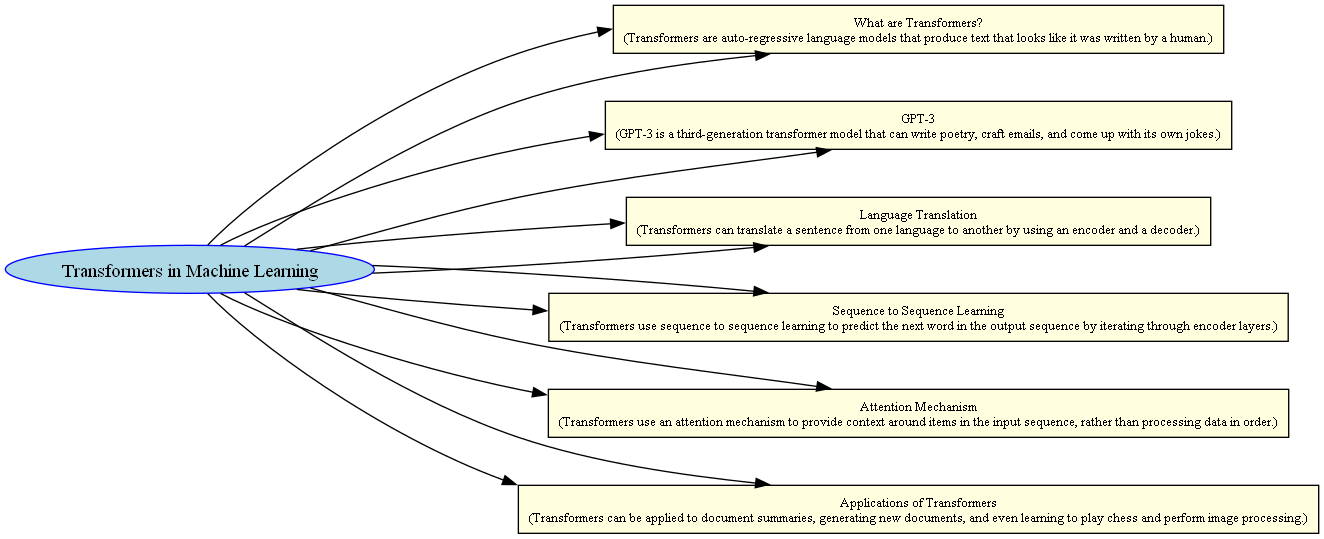 What are Transformers?
(Transformers are auto-regressive language models that produce text that looks like it was written by a human.)
GPT-3
(GPT-3 is a third-generation transformer model that can write poetry, craft emails, and come up with its own jokes.)
Language Translation
(Transformers can translate a sentence from one language to another by using an encoder and a decoder.)
Transformers in Machine Learning
Sequence to Sequence Learning
(Transformers use sequence to sequence learning to predict the next word in the output sequence by iterating through encoder layers.)
Attention Mechanism
(Transformers use an attention mechanism to provide context around items in the input sequence, rather than processing data in order.)
Applications of Transformers
(Transformers can be applied to document summaries, generating new documents, and even learning to play chess and perform image processing.)